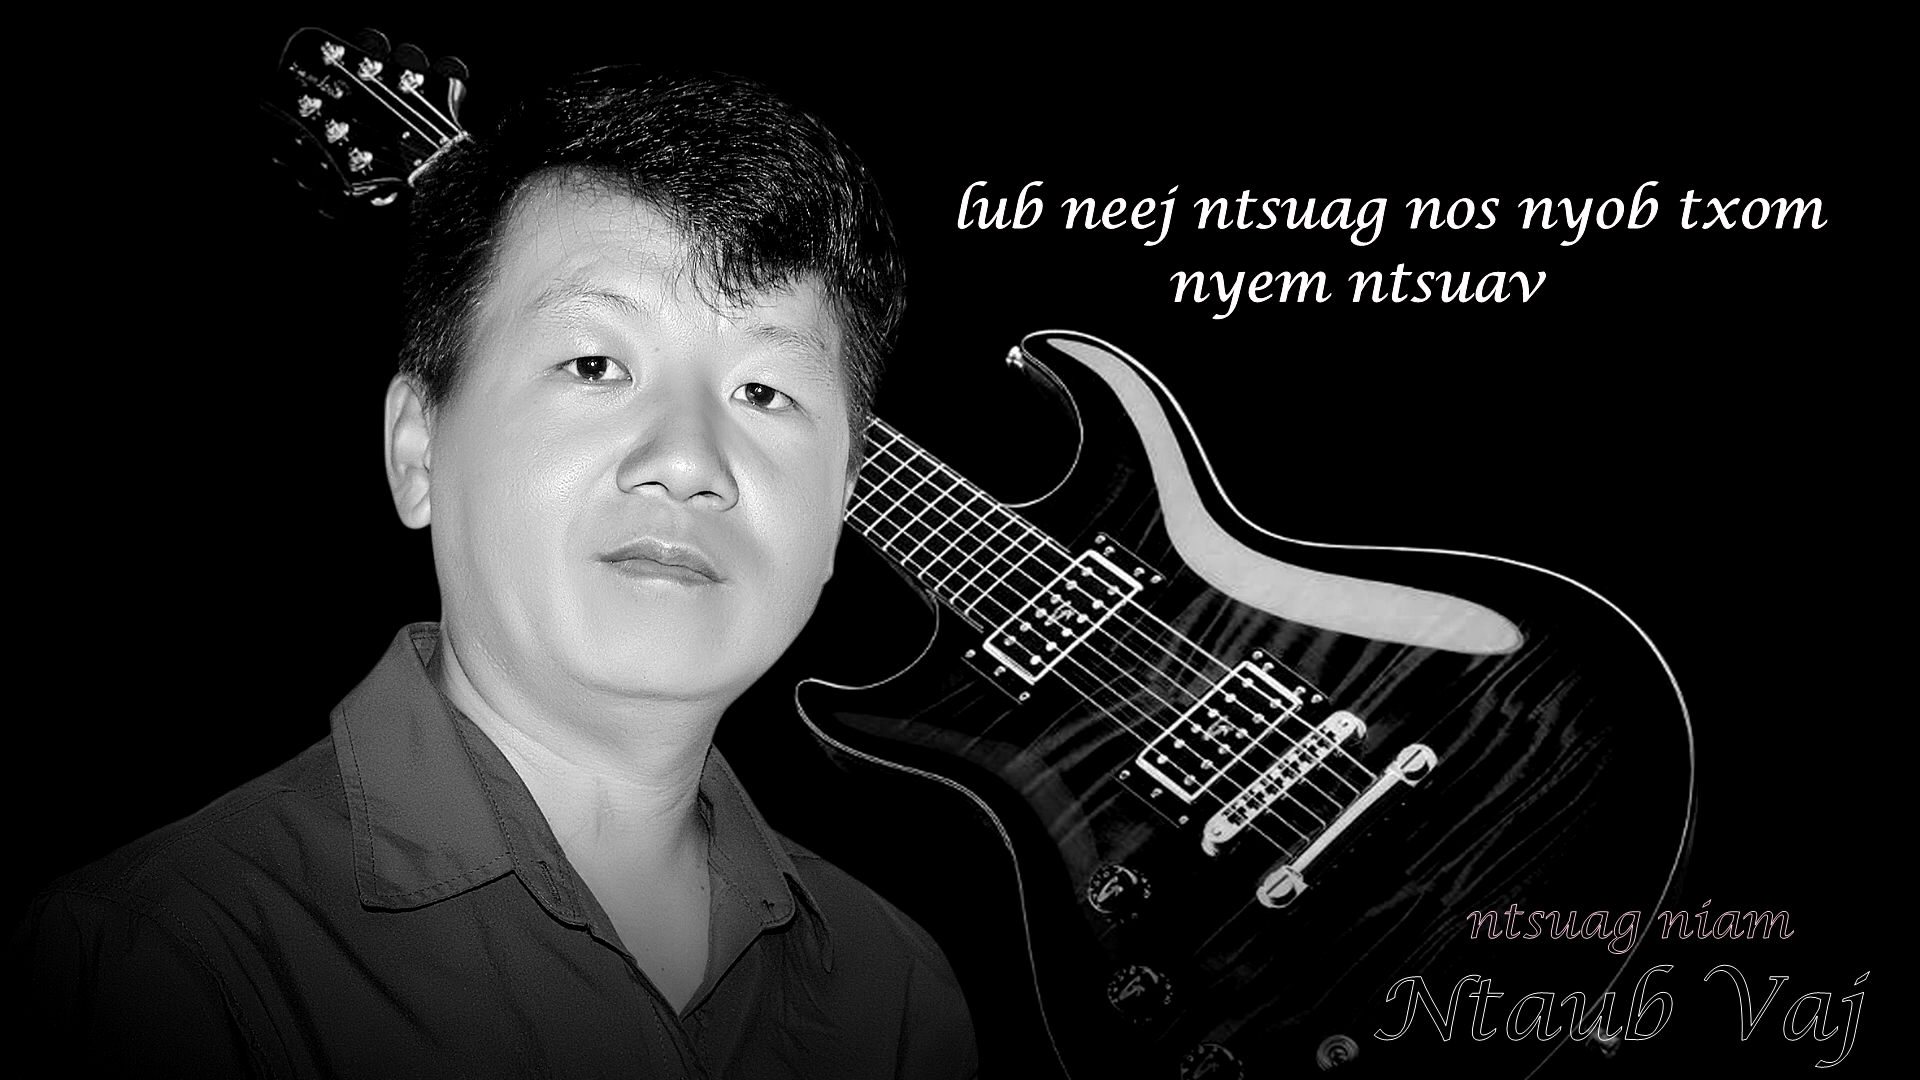 lub neej ntsuag nos nyob txom
nyem ntsuav
ntsuag niam
Ntaub Vaj